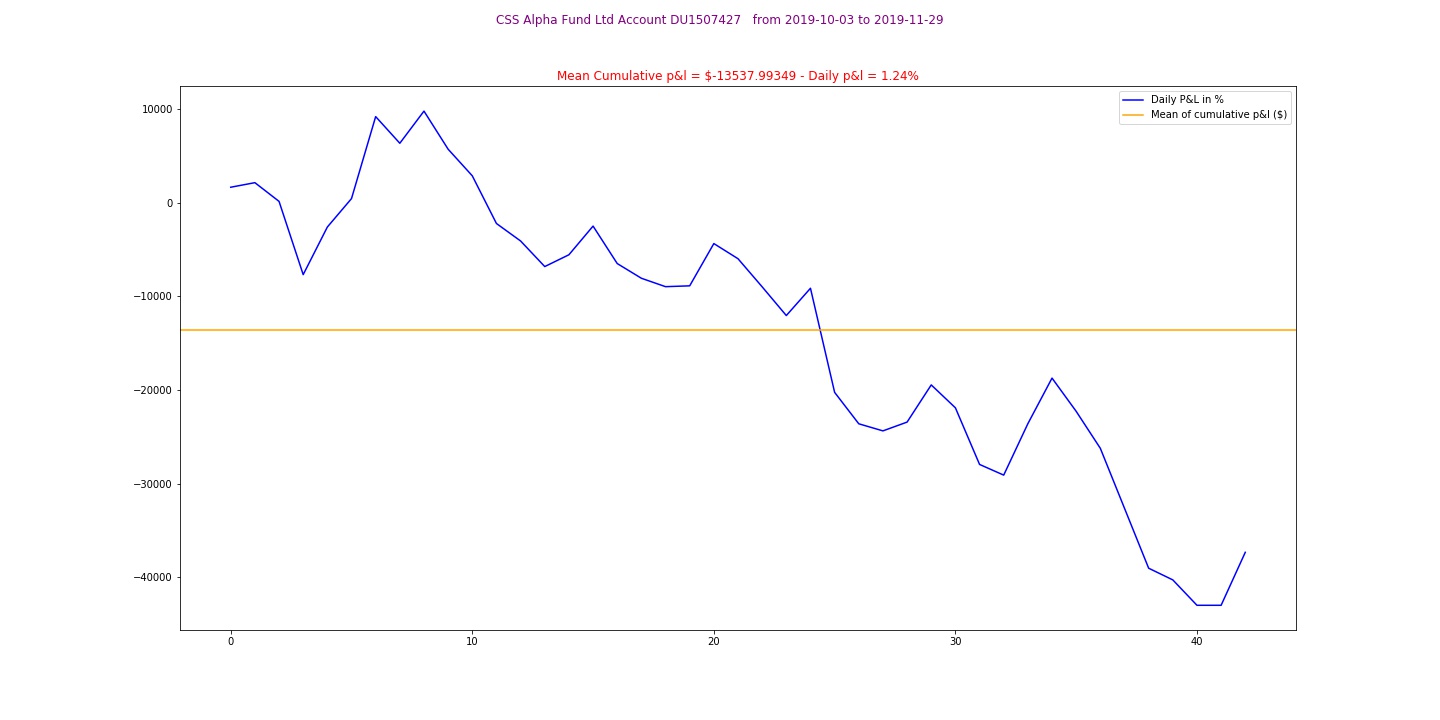 CSS Alpha Fund Ltd Account DU1507427   from 2019-10-03 to 2019-11-29
Mean Cumulative p&l = $-13537.99349 - Daily p&l = 1.24%
Daily P&L in %
Mean of cumulative p&l ($)
10000
0
−10000
−20000
−30000
−40000
0 10 20 30 40